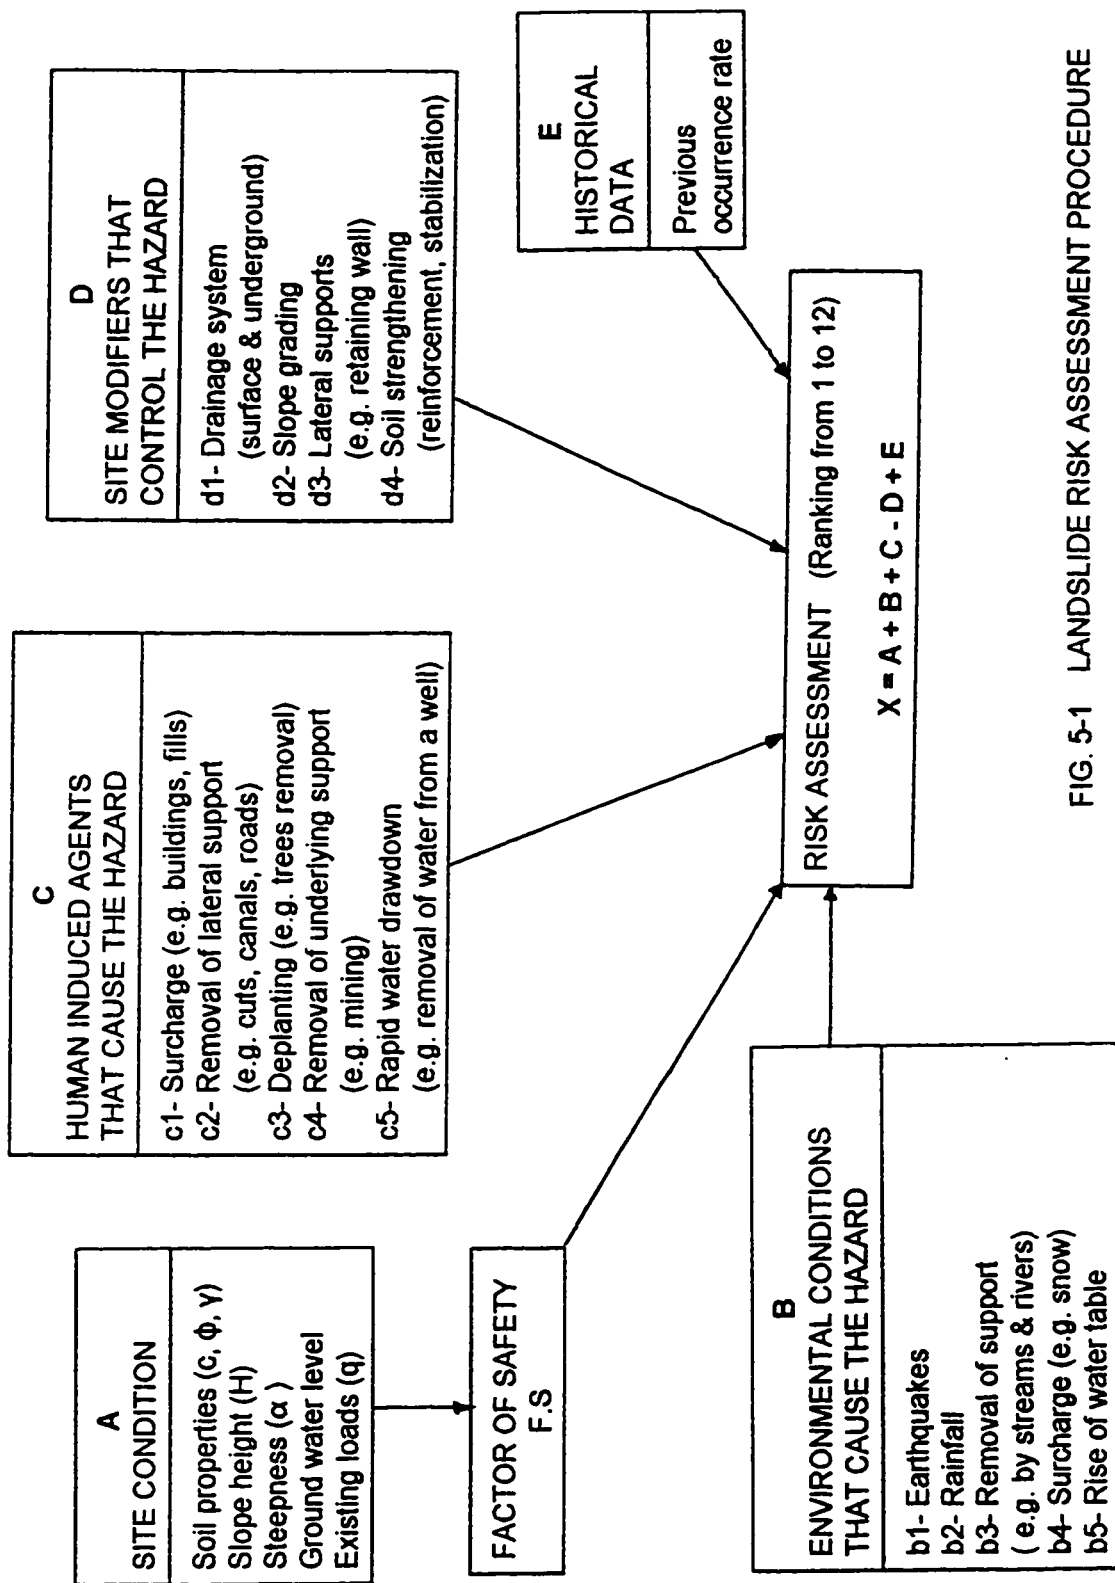 A
SITE CONDITION
Soil properties (c, ϕ, γ)
Slope height (H)
Steepness (α )
Ground water level
Existing loads (q)
FACTOR OF SAFETY
F.S
B
ENVIRONMENTAL CONDITIONS
THAT CAUSE THE HAZARD
b1- Earthquakes
b2- Rainfall
b3- Removal of support
( e.g. by streams & rivers)
b4- Surcharge (e.g. snow)
b5- Rise of water table
C
HUMAN INDUCED AGENTS
THAT CAUSE THE HAZARD
c1- Surcharge (e.g. buildings, fills)
c2- Removal of lateral support
(e.g. cuts, canals, roads)
c3- Deplanting (e.g. trees removal)
c4- Removal of underlying support
(e.g. mining)
c5- Rapid water drawdown
(e.g. removal of water from a well)
D
SITE MODIFIERS THAT
CONTROL THE HAZARD
d1- Drainage system
(surface & underground)
d2- Slope grading
d3- Lateral supports
(e.g. retaining wall)
d4- Soil strengthening
(reinforcement, stabilization)
E
HISTORICAL
DATA
Previous
occurrence rate
RISK ASSESSMENT (Ranking from 1 to 12)
X = A + B + C - D + E
FIG. 5-1 LANDSLIDE RISK ASSESSMENT PROCEDURE